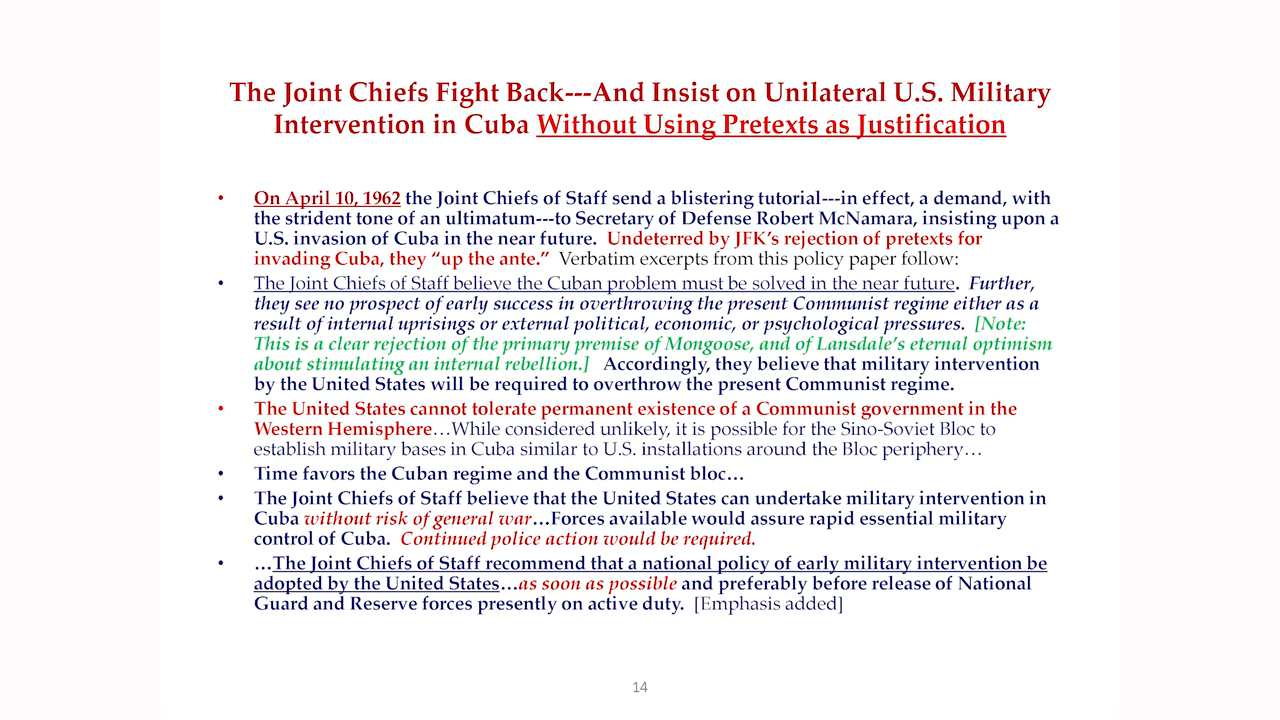 The Joint Chiefs Fight Back---And Insist on Unilateral U.S. Military
Intervention in Cuba Without Using Pretexts as Justification
• On April 10, 1962 the Joint Chiefs of Staff send a blistering tutorial---in effect, a demand, with
the strident tone of an ultimatum---to Secretary of Defense Robert McNamara, insisting upon a
U.S. invasion of Cuba in the near future. Undeterred by JFK’s rejection of pretexts for
invading Cuba, they “up the ante.” Verbatim excerpts from this policy paper follow:
• The Joint Chiefs of Staff believe the Cuban problem must be solved in the near future. Further,
they see no prospect of early success in overthrowing the present Communist regime either as a
result of internal uprisings or external political, economic, or psychological pressures. [Note:
This is a clear rejection of the primary premise of Mongoose, and of Lansdale’s eternal optimism
about stimulating an internal rebellion.] Accordingly, they believe that military intervention
by the United States will be required to overthrow the present Communist regime.
• The United States cannot tolerate permanent existence of a Communist government in the
Western Hemisphere…While considered unlikely, it is possible for the Sino-Soviet Bloc to
establish military bases in Cuba similar to U.S. installations around the Bloc periphery…
• Time favors the Cuban regime and the Communist bloc…
• The Joint Chiefs of Staff believe that the United States can undertake military intervention in
Cuba without risk of general war…Forces available would assure rapid essential military
control of Cuba. Continued police action would be required.
• …The Joint Chiefs of Staff recommend that a national policy of early military intervention be
adopted by the United States…as soon as possible and preferably before release of National
Guard and Reserve forces presently on active duty. [Emphasis added]
14